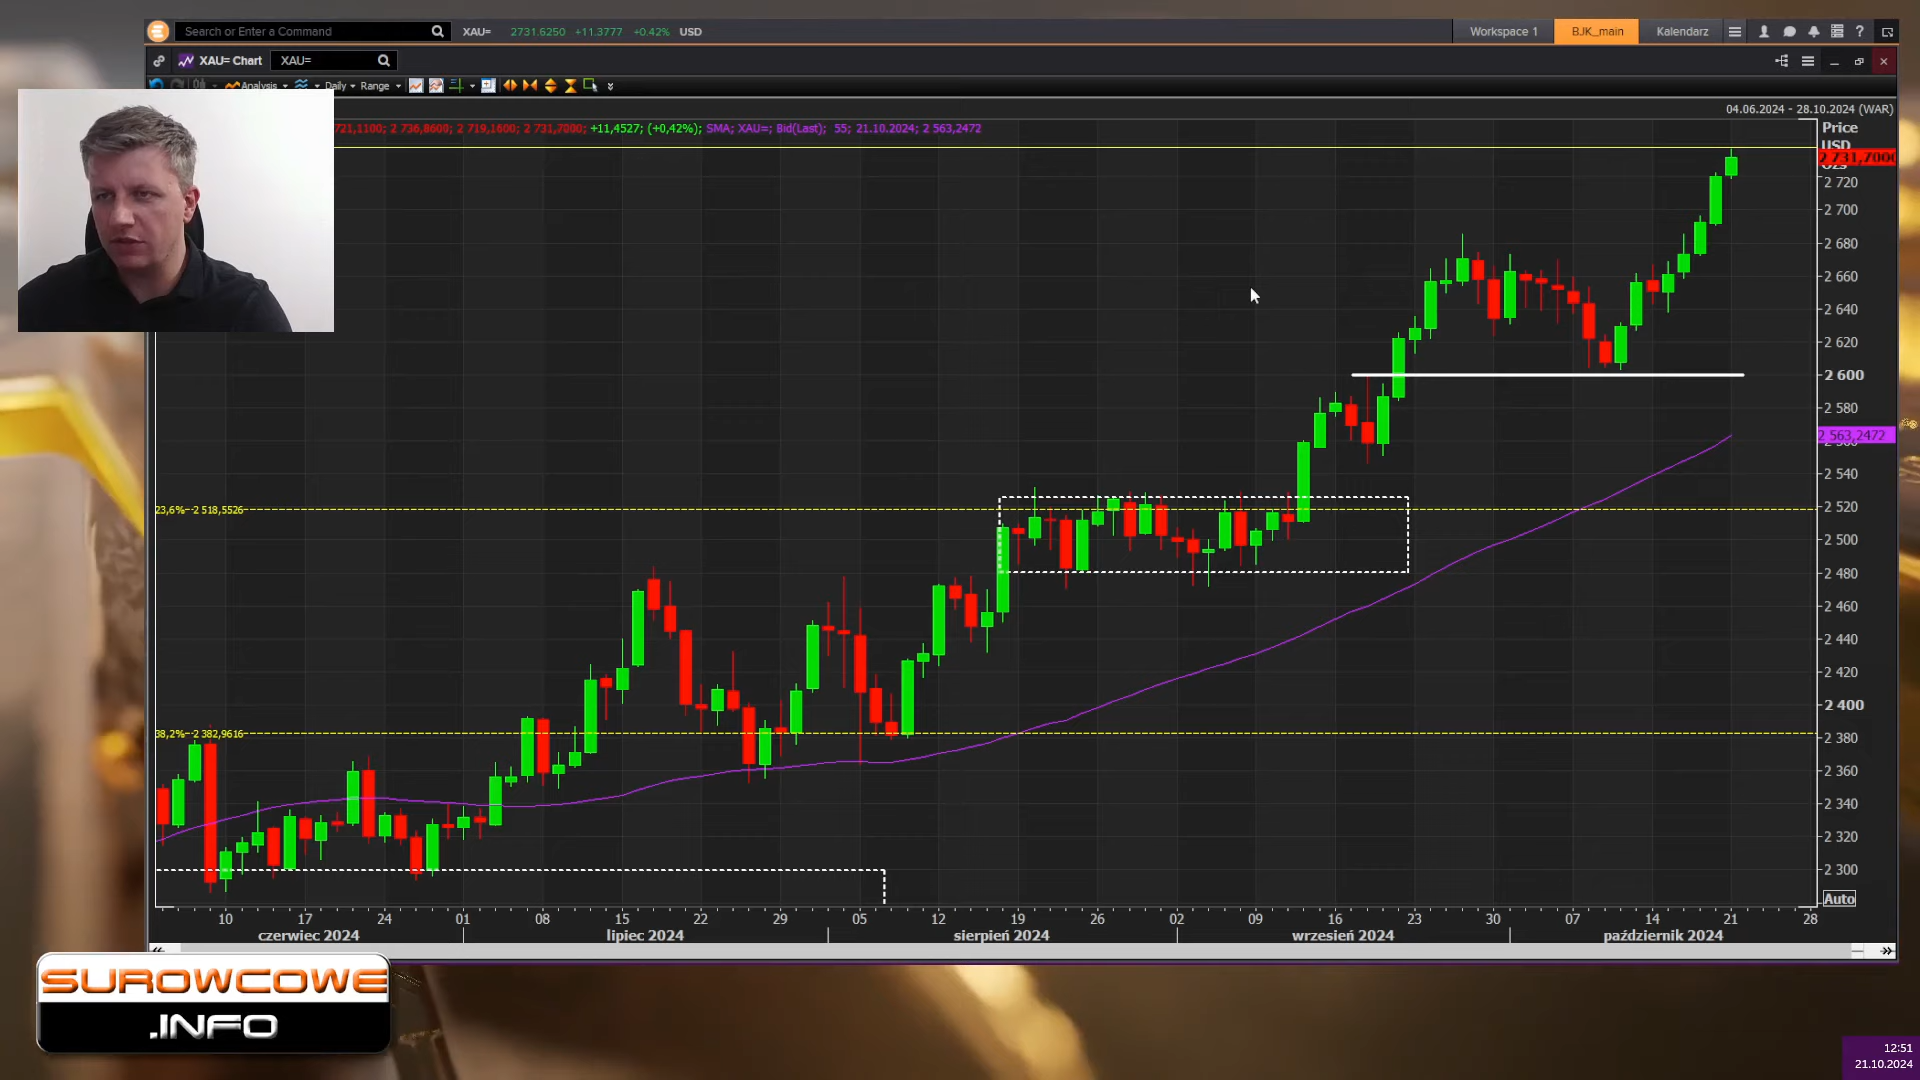 Search or Enter a Command XAU= 2731.6250 +11.3777 +0.42% USD Workspace 1 BJK_main Kalendarz ?
XAU= Chart XAU=
Analysis Daily Range
04.06.2024 - 28.10.2024 (WAR)
721,1100; 2 736,8600; 2 719,1600; 2 731,7000; +11,4527; (+0,42%); SMA; XAU=; Bid(Last); 55; 21.10.2024; 2 563,2472
Price
USD
2 731,7000
2 720
2 700
2 680
2 660
2 640
2 620
2 600
2 580
2 563,2472
2 540
23,6%- 2 518,5526
2 520
2 500
2 480
2 460
2 440
2 420
2 400
38,2%- 2 382,9616
2 380
2 360
2 340
2 320
2 300
Auto
10 17 24 01 08 15 22 29 05 12 19 26 02 09 16 23 30 07 14 21 28
czerwiec 2024 lipiec 2024 sierpień 2024 wrzesień 2024 październik 2024
SUROWCOWE
.INFO
12:51
21.10.2024